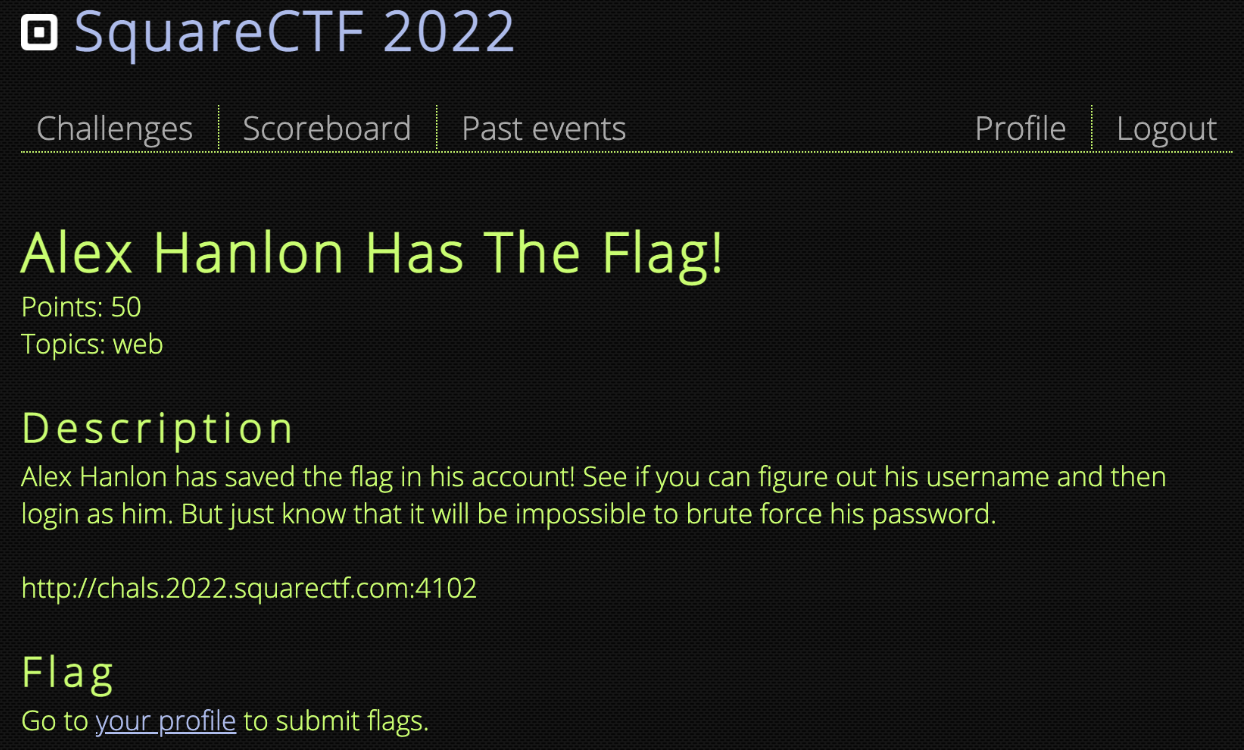 SquareCTF 2022
Challenges Scoreboard Past events Profile Logout
Alex Hanlon Has The Flag!
Points: 50
Topics: web
Description
Alex Hanlon has saved the flag in his account! See if you can figure out his username and then
login as him. But just know that it will be impossible to brute force his password.
http://chals.2022.squarectf.com:4102
Flag
Go to your profile to submit flags.